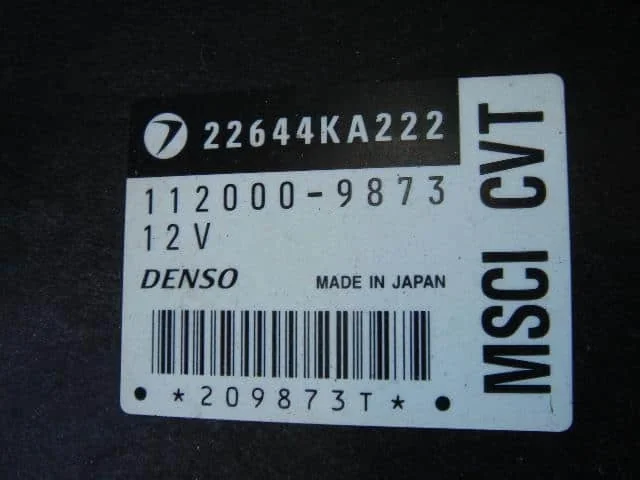 22644KA222
112000-9873
12V
DENSO MADE IN JAPAN
*209873T*
MSCI CVT